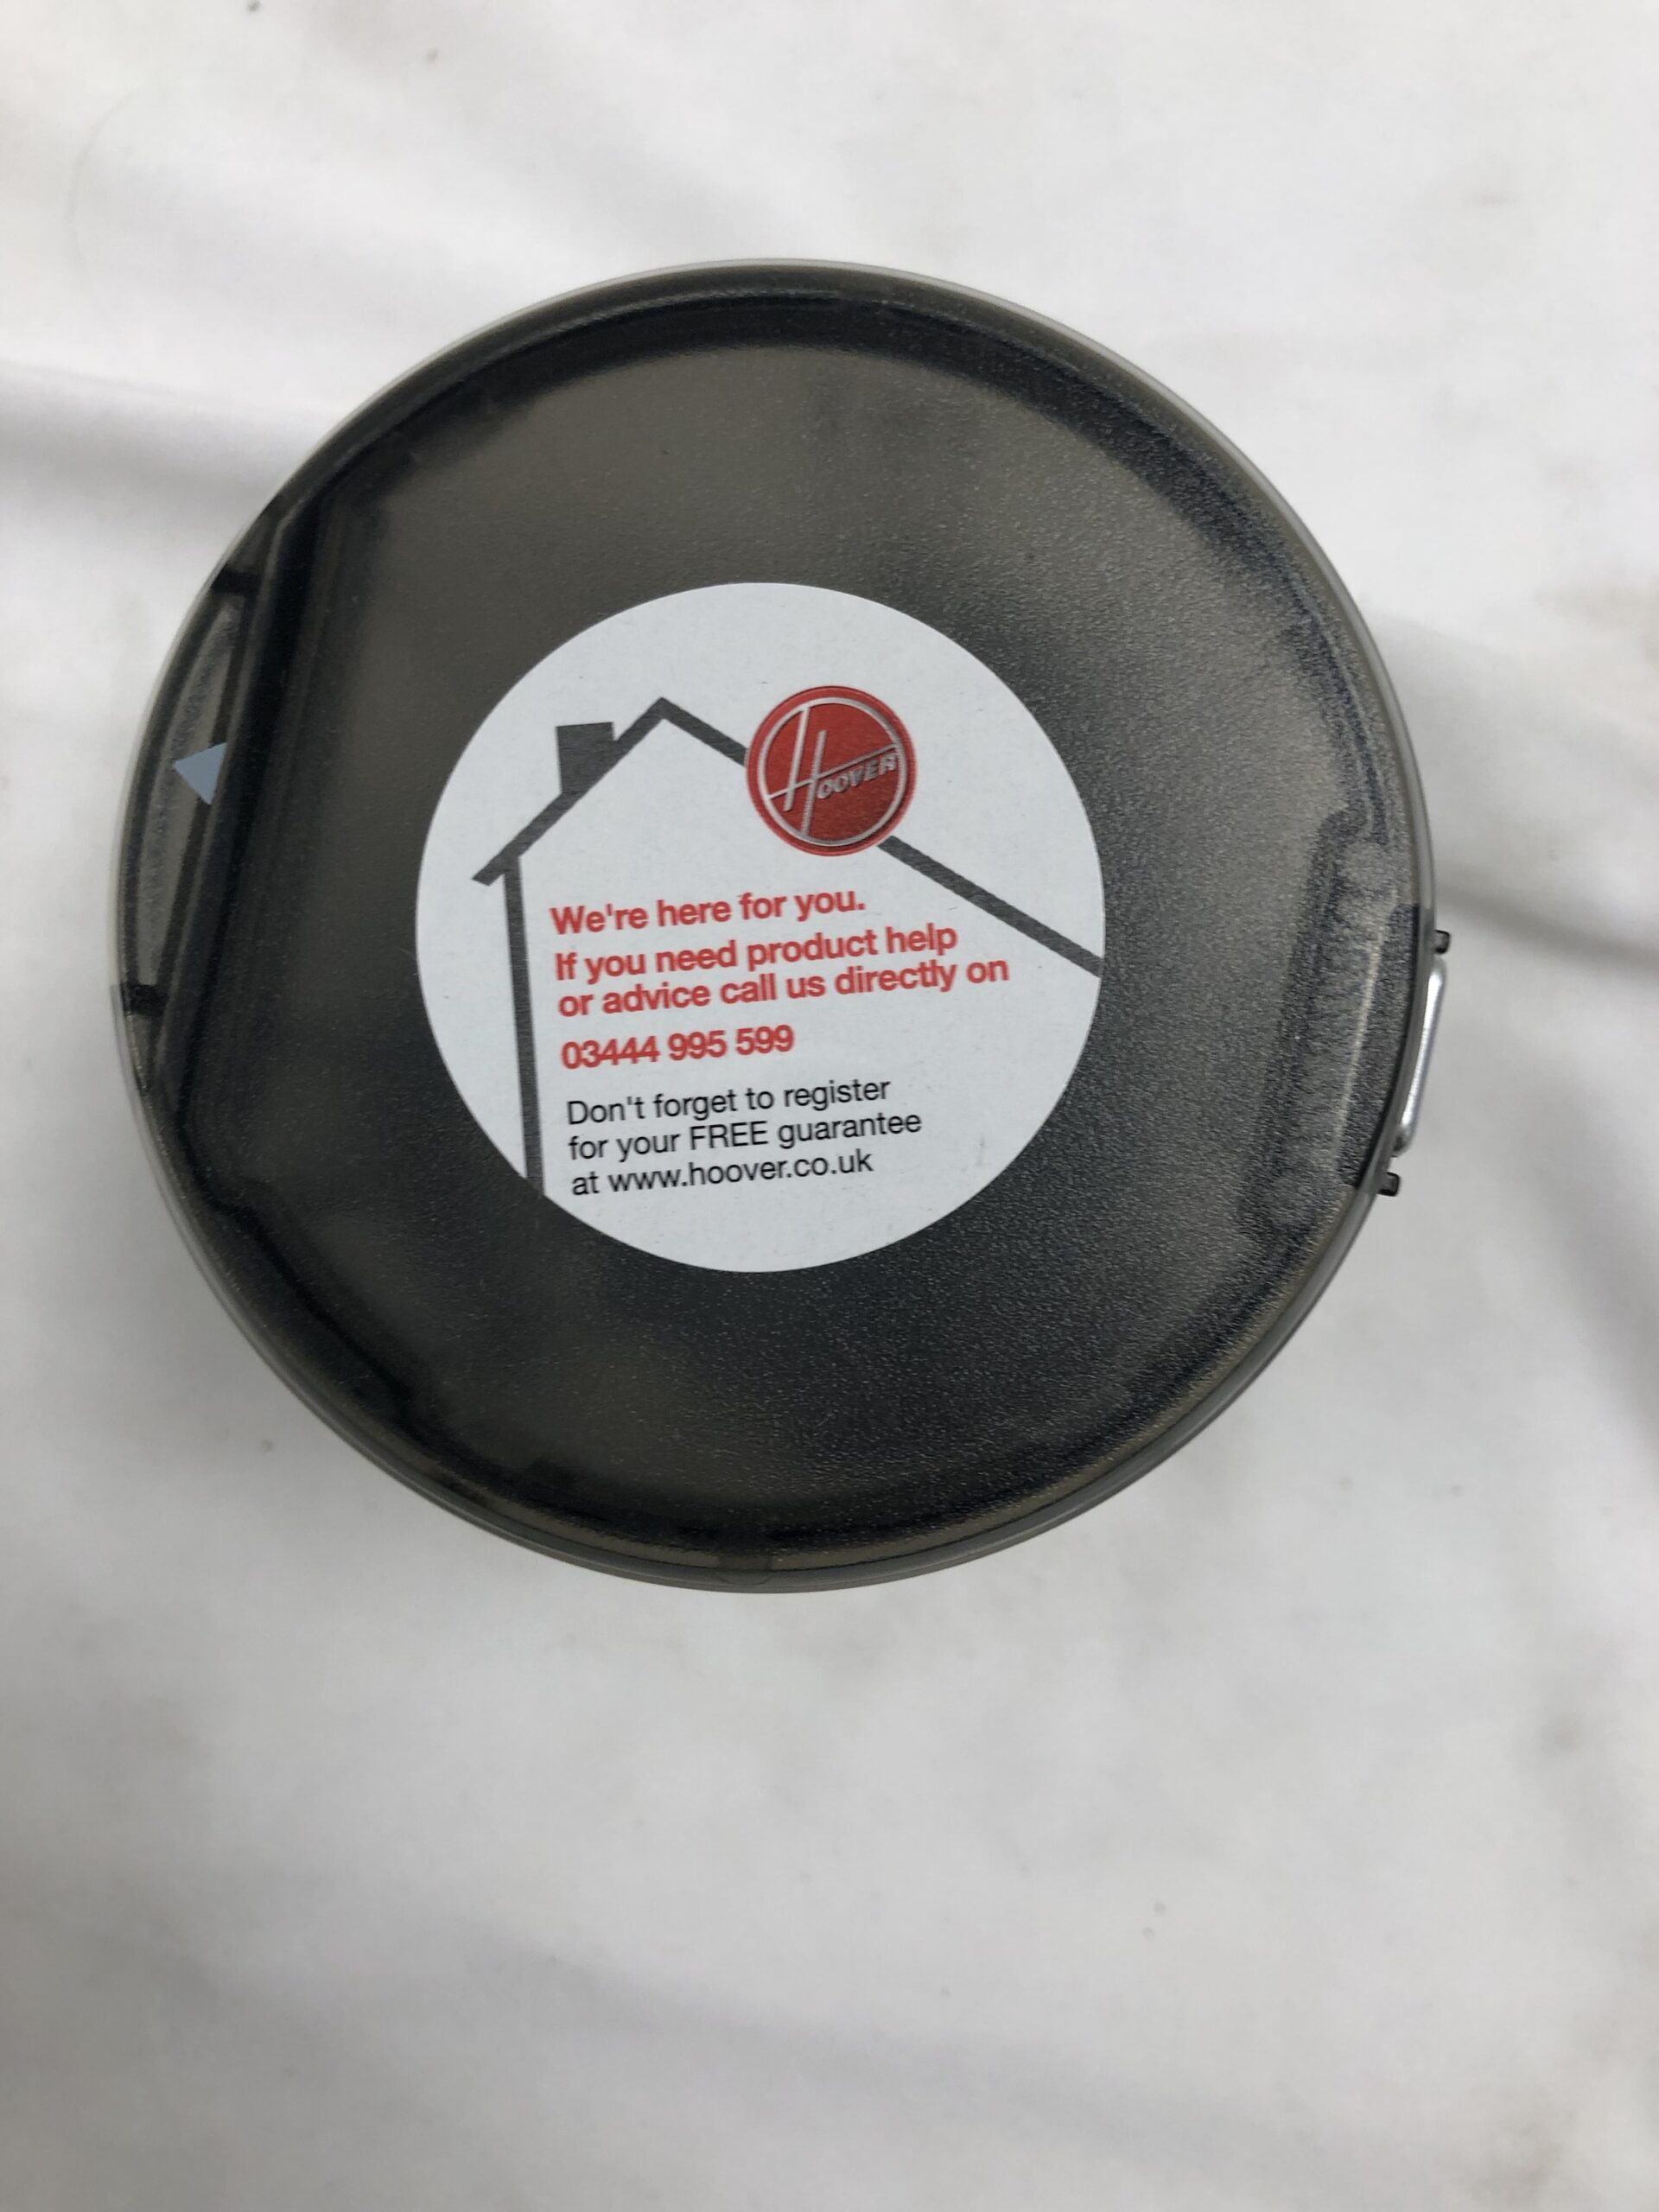 HOOVER
We're here for you.
If you need product help
or advice call us directly on
03444 995 599
Don't forget to register
for your FREE guarantee
at www.hoover.co.uk